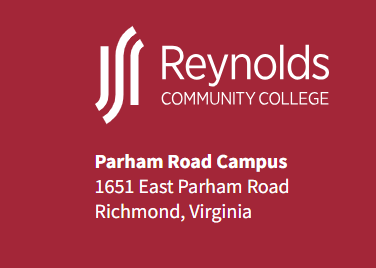 Reynolds
COMMUNITY COLLEGE
Parham Road Campus
1651 East Parham Road
Richmond, Virginia